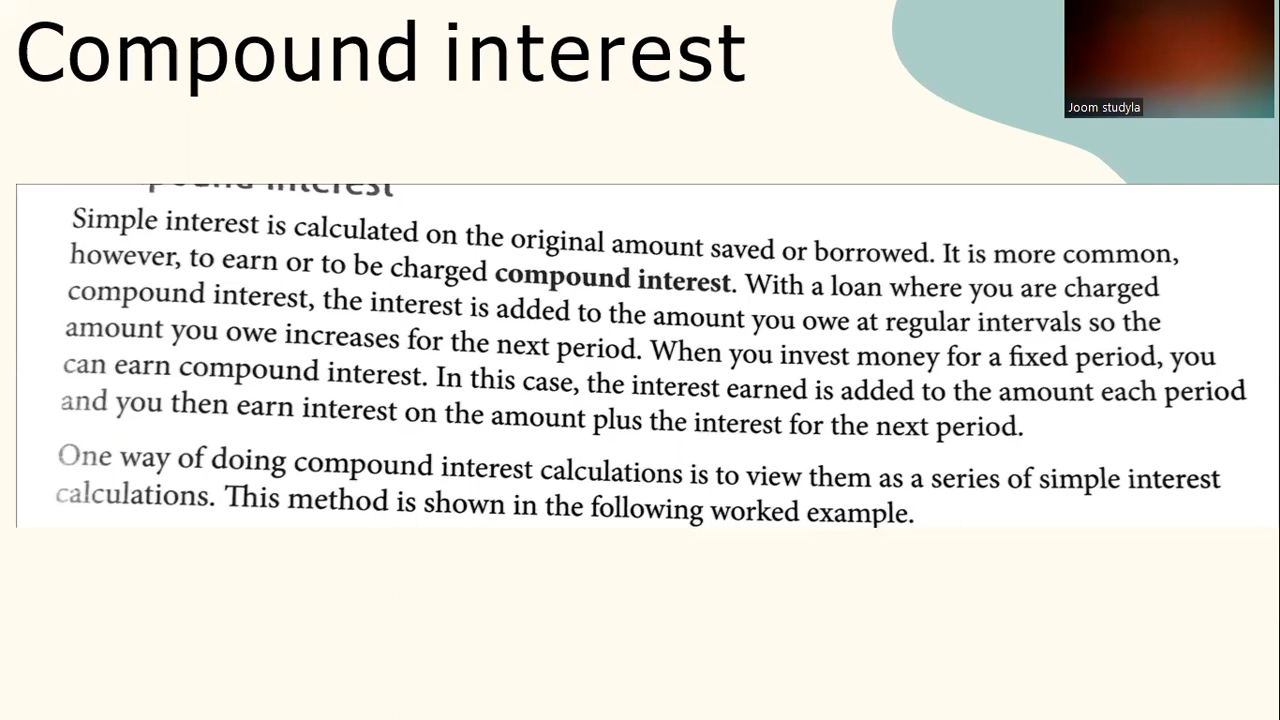 Compound interest
Joom studyla
pound interest
Simple interest is calculated on the original amount saved or borrowed. It is more common,
however, to earn or to be charged compound interest. With a loan where you are charged
compound interest, the interest is added to the amount you owe at regular intervals so the
amount you owe increases for the next period. When you invest money for a fixed period, you
can earn compound interest. In this case, the interest earned is added to the amount each period
and you then earn interest on the amount plus the interest for the next period.
One way of doing compound interest calculations is to view them as a series of simple interest
calculations. This method is shown in the following worked example.